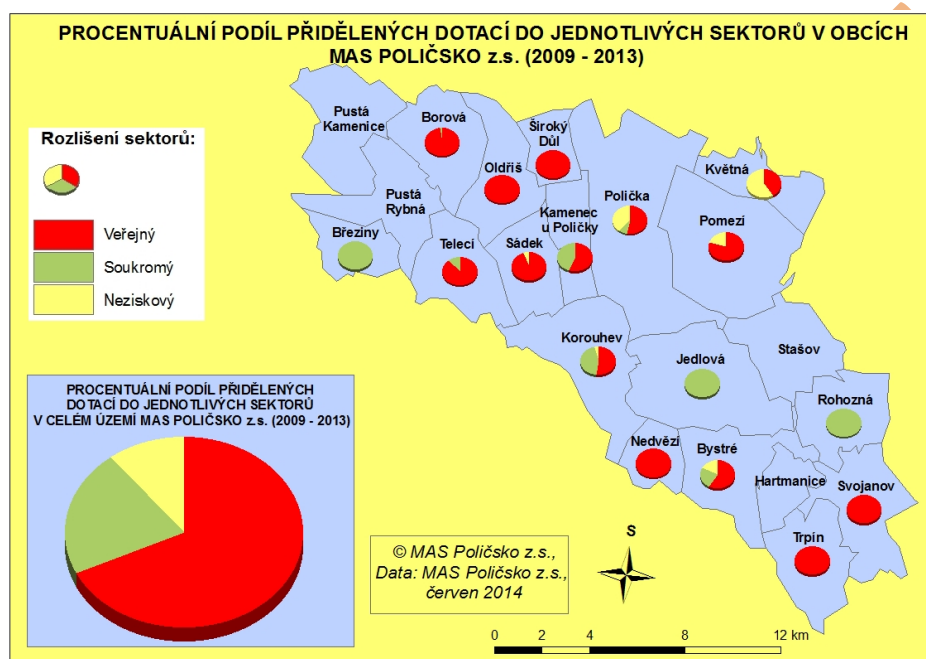 PROCENTUÁLNÍ PODÍL PŘIDĚLENÝCH DOTACÍ DO JEDNOTLIVÝCH SEKTORŮ V OBCÍCH
MAS POLIČSKO z.s. (2009 - 2013)
Rozlišení sektorů:
Veřejný
Soukromý
Neziskový
Pustá
Kamenice
Borová
Široký
Důl
Oldřiš
Květná
Pustá
Rybná
Polička
Kamenec
u Poličky
Pomezí
Březiny
Telecí
Sádek
Korouhev
Jedlová
Stašov
Rohozná
Nedvězí
Bystré
Hartmanice
Svojanov
Trpín
PROCENTUÁLNÍ PODÍL PŘIDĚLENÝCH
DOTACÍ DO JEDNOTLIVÝCH SEKTORŮ
V CELÉM ÚZEMÍ MAS POLIČSKO z.s. (2009 - 2013)
© MAS Poličsko z.s.,
Data: MAS Poličsko z.s.,
červen 2014
S
0 2 4 8 12 km